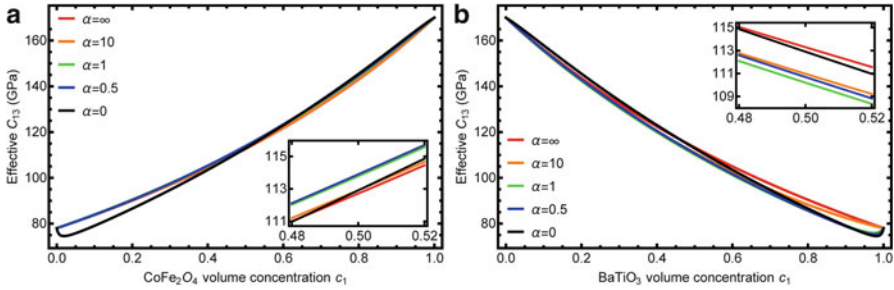 a
Effective C₁₃ (GPa)
160
140
120
100
80
α=∞
α=10
α=1
α=0.5
α=0
115
113
111
0.48
0.50
0.52
0.0
0.2
0.4
0.6
0.8
1.0
CoFe₂O₄ volume concentration c₁
b
Effective C₁₃ (GPa)
160
140
120
100
80
115
113
111
109
0.48
0.50
0.52
α=∞
α=10
α=1
α=0.5
α=0
0.0
0.2
0.4
0.6
0.8
1.0
BaTiO₃ volume concentration c₁